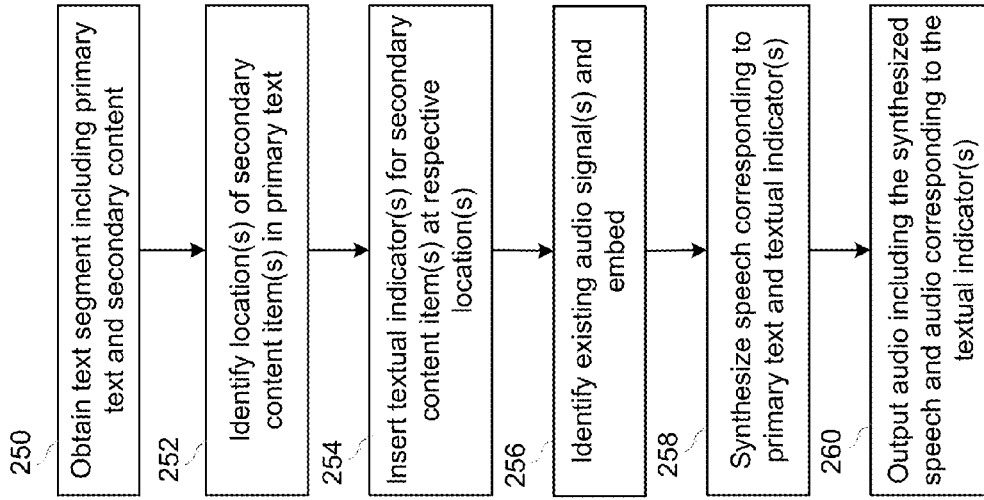 250
Obtain text segment including primary
text and secondary content
252
Identify location(s) of secondary
content item(s) in primary text
254
Insert textual indicator(s) for secondary
content item(s) at respective
location(s)
256
Identify existing audio signal(s) and
embed
258
Synthesize speech corresponding to
primary text and textual indicator(s)
260
Output audio including the synthesized
speech and audio corresponding to the
textual indicator(s)